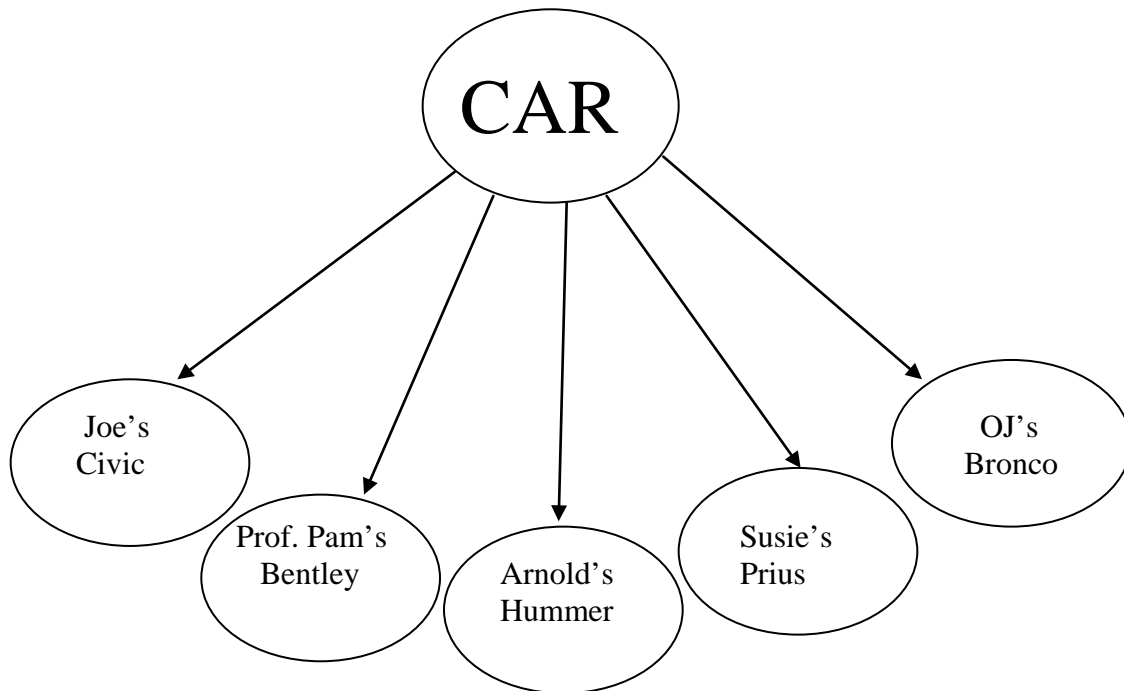 CAR
Joe's
Civic
Prof. Pam's
Bentley
Arnold's
Hummer
Susie's
Prius
OJ's
Bronco